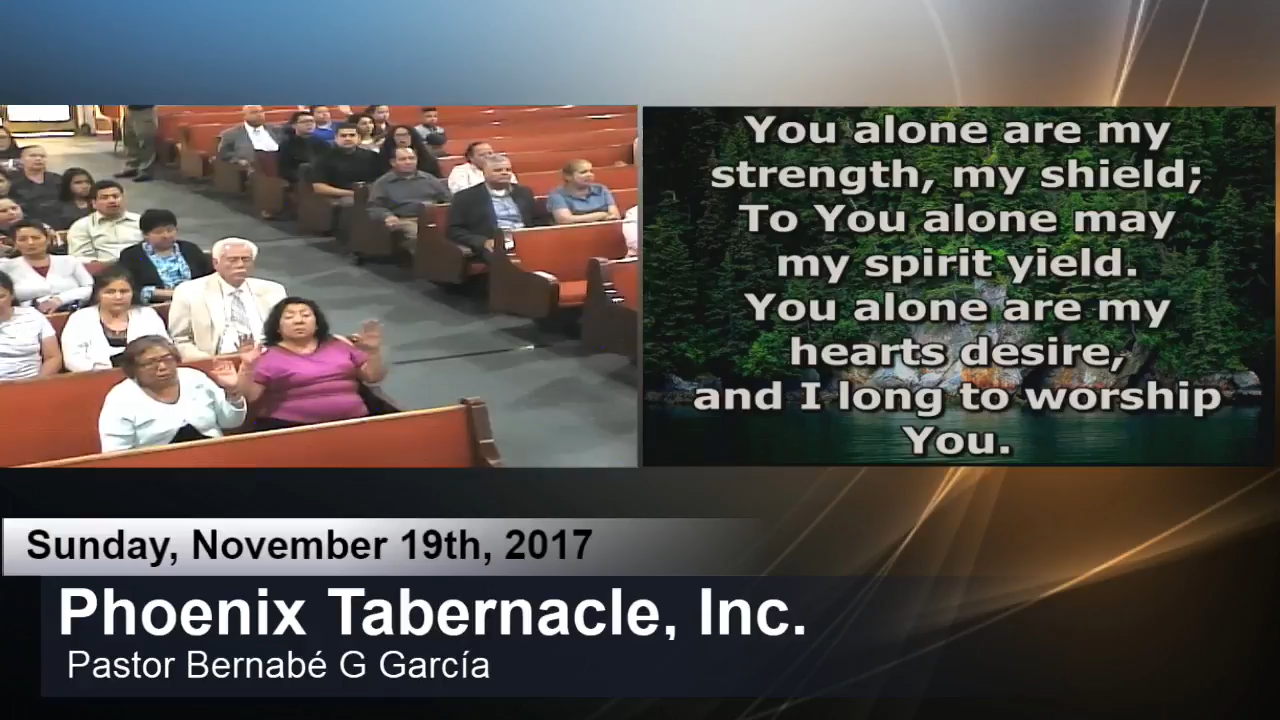 You alone are my
strength, my shield;
To You alone may
my spirit yield.
You alone are my
hearts desire,
and I long to worship
You.
Sunday, November 19th, 2017
Phoenix Tabernacle, Inc.
Pastor Bernabé G García